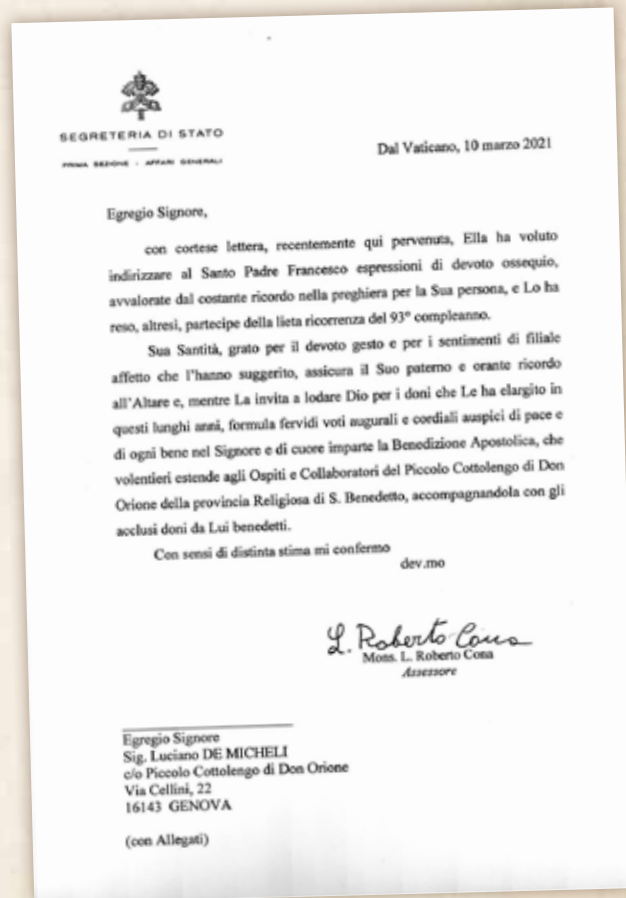 SEGRETERIA DI STATO
PRIMA SEZIONE - AFFARI GENERALI
Dal Vaticano, 10 marzo 2021
Egregio Signore,
con cortese lettera, recentemente qui pervenuta, Ella ha voluto
indirizzare al Santo Padre Francesco espressioni di devoto ossequio,
avvalorate dal costante ricordo nella preghiera per la Sua persona, e Lo ha
reso, altresì, partecipe della lieta ricorrenza del 93° compleanno.
Sua Santità, grato per il devoto gesto e per i sentimenti di filiale
affetto che l'hanno suggerito, assicura il Suo paterno e orante ricordo
all'Altare e, mentre La invita a lodare Dio per i doni che Le ha elargito in
questi lunghi anni, formula fervidi voti augurali e cordiali auspici di pace e
di ogni bene nel Signore e di cuore imparte la Benedizione Apostolica, che
volentieri estende agli Ospiti e Collaboratori del Piccolo Cottolengo di Don
Orione della provincia Religiosa di S. Benedetto, accompagnandola con gli
acclusi doni da Lui benedetti.
Con sensi di distinta stima mi confermo
dev.mo
L. Roberto Cona
Mons. L. Roberto Cona
Assessore
Egregio Signore
Sig. Luciano DE MICHELI
c/o Piccolo Cottolengo di Don Orione
Via Cellini, 22
16143 GENOVA
(con Allegati)